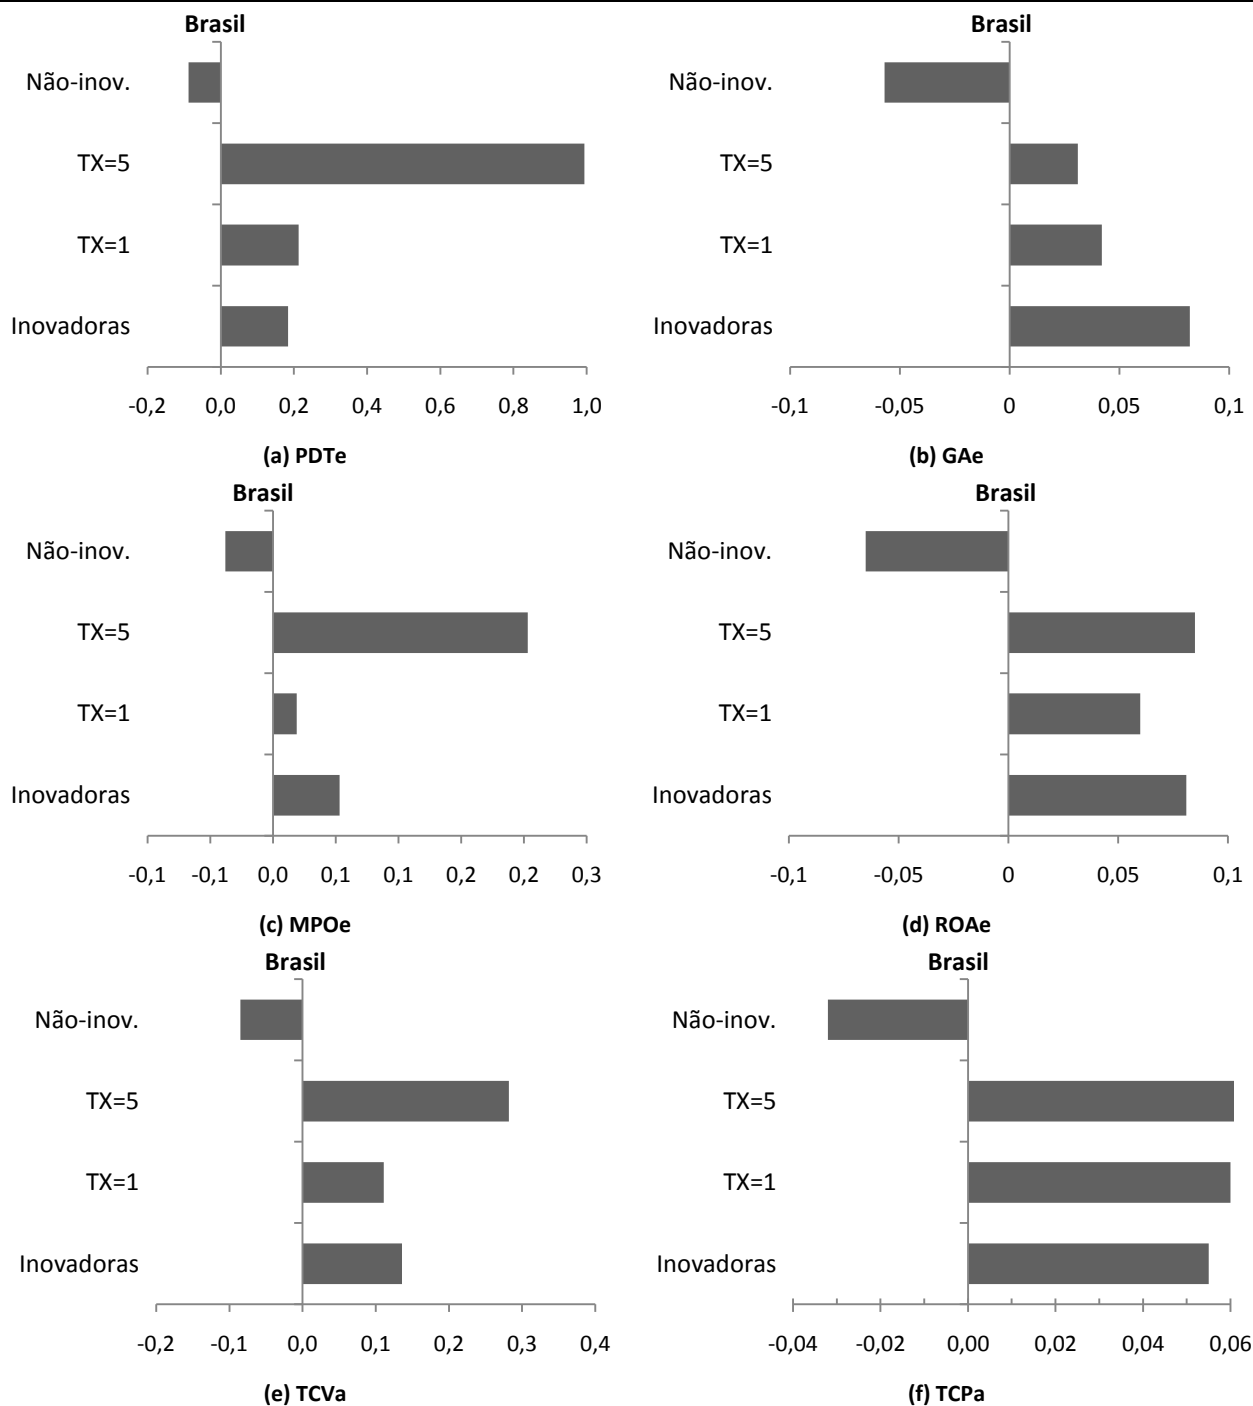 Brasil
Não-inov.
TX=5
TX=1
Inovadoras
-0,2 0,0 0,2 0,4 0,6 0,8 1,0
(a) PDTe
Brasil
Não-inov.
TX=5
TX=1
Inovadoras
-0,1 -0,05 0 0,05 0,1
(b) GAe
Brasil
Não-inov.
TX=5
TX=1
Inovadoras
-0,1 -0,1 0,0 0,1 0,1 0,2 0,2 0,3
(c) MPOe
Brasil
Não-inov.
TX=5
TX=1
Inovadoras
-0,1 -0,05 0 0,05 0,1
(d) ROAe
Brasil
Não-inov.
TX=5
TX=1
Inovadoras
-0,2 -0,1 0,0 0,1 0,2 0,3 0,4
(e) TCVa
Brasil
Não-inov.
TX=5
TX=1
Inovadoras
-0,04 -0,02 0,00 0,02 0,04 0,06
(f) TCPa